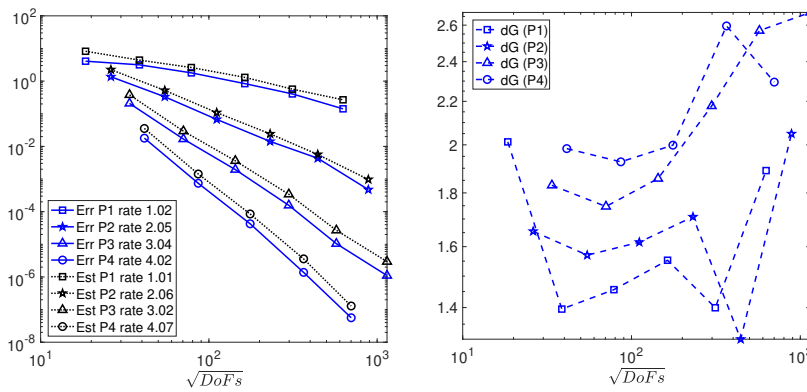 10^2
10^0
10^-2
10^-4
10^-6
10^-8
Err P1 rate 1.02
Err P2 rate 2.05
Err P3 rate 3.04
Err P4 rate 4.02
Est P1 rate 1.01
Est P2 rate 2.06
Est P3 rate 3.02
Est P4 rate 4.07
10^1
10^2
10^3
√DoFs
2.6
2.4
2.2
2
1.8
1.6
1.4
dG (P1)
dG (P2)
dG (P3)
dG (P4)
10^1
10^2
√DoFs